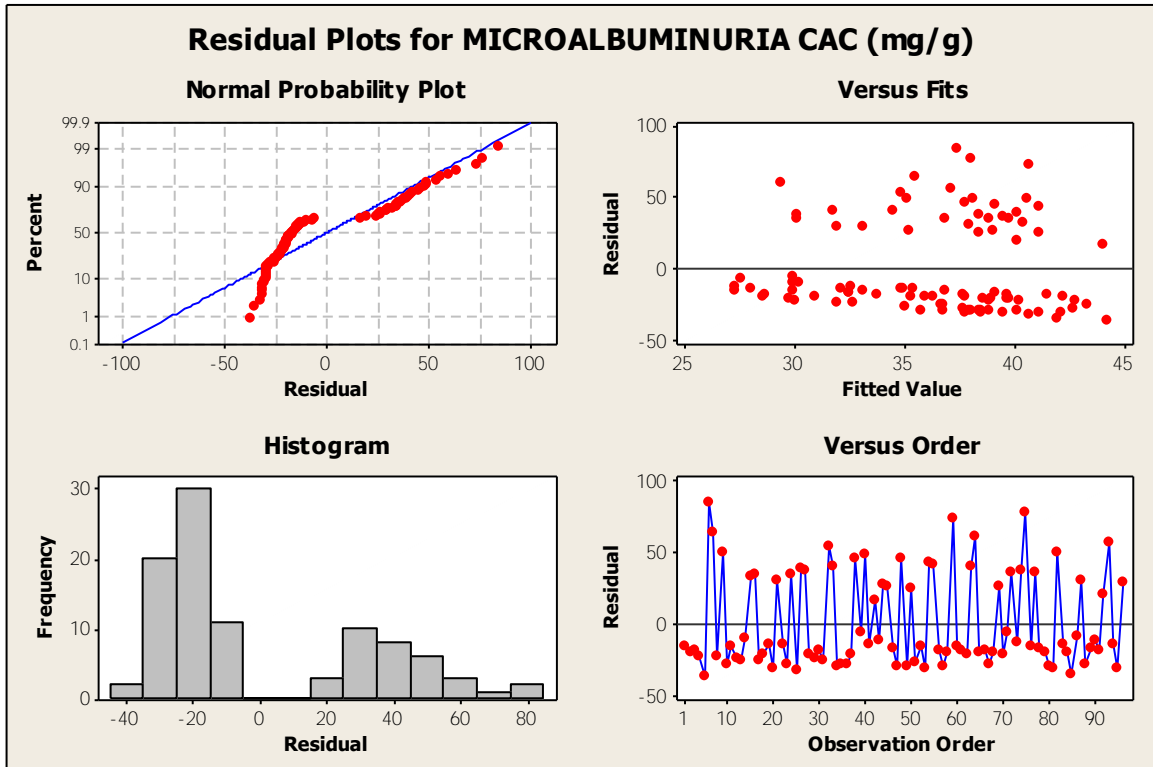 Residual Plots for MICROALBUMINURIA CAC (mg/g)
Normal Probability Plot
99.9
99
90
50
10
1
0.1
Percent
-100 -50 0 50 100
Residual
Versus Fits
100
50
0
-50
Residual
25 30 35 40 45
Fitted Value
Histogram
30
20
10
0
Frequency
-40 -20 0 20 40 60 80
Residual
Versus Order
100
50
0
-50
Residual
1 10 20 30 40 50 60 70 80 90
Observation Order